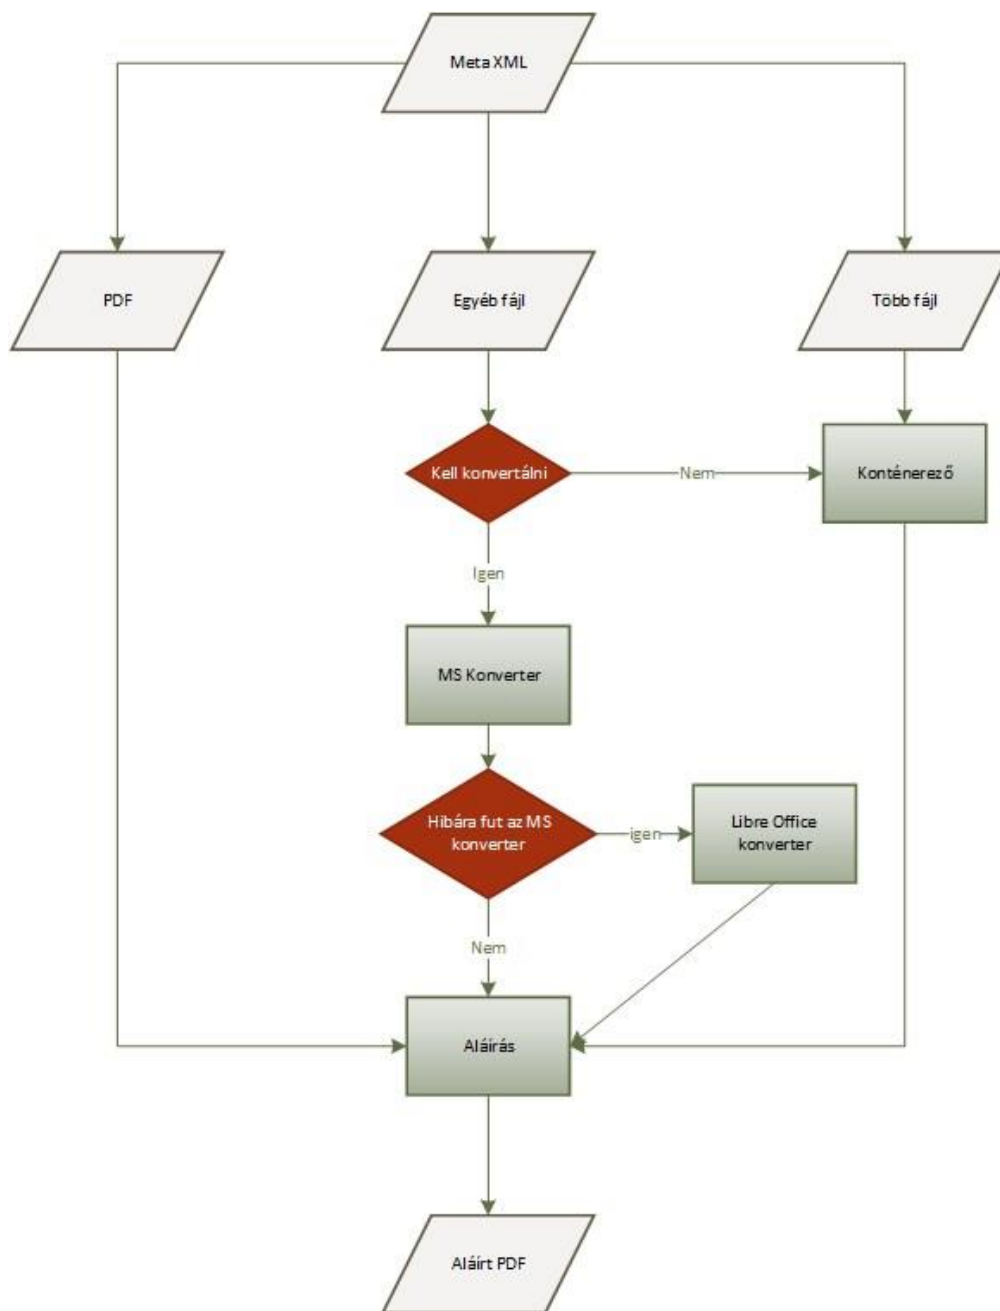 Meta XML
PDF
Egyéb fájl
Több fájl
Kell konvertálni
Nem
Konténerező
Igen
MS Konverter
Hibára fut az MS
konverter
igen
Libre Office
konverter
Nem
Aláírás
Aláírt PDF